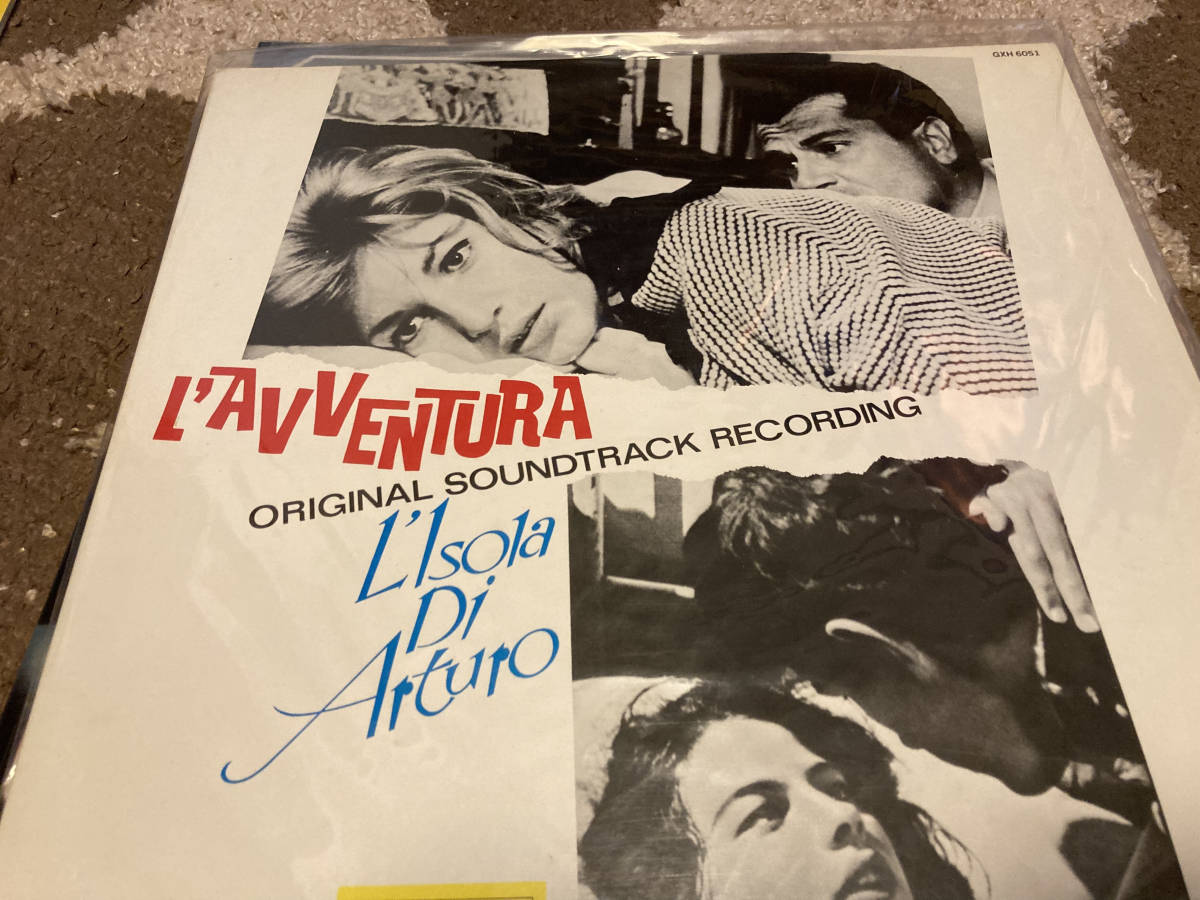 GXH 6051
L'AVVENTURA
ORIGINAL SOUNDTRACK RECORDING
L'Isola
Di
Arturo